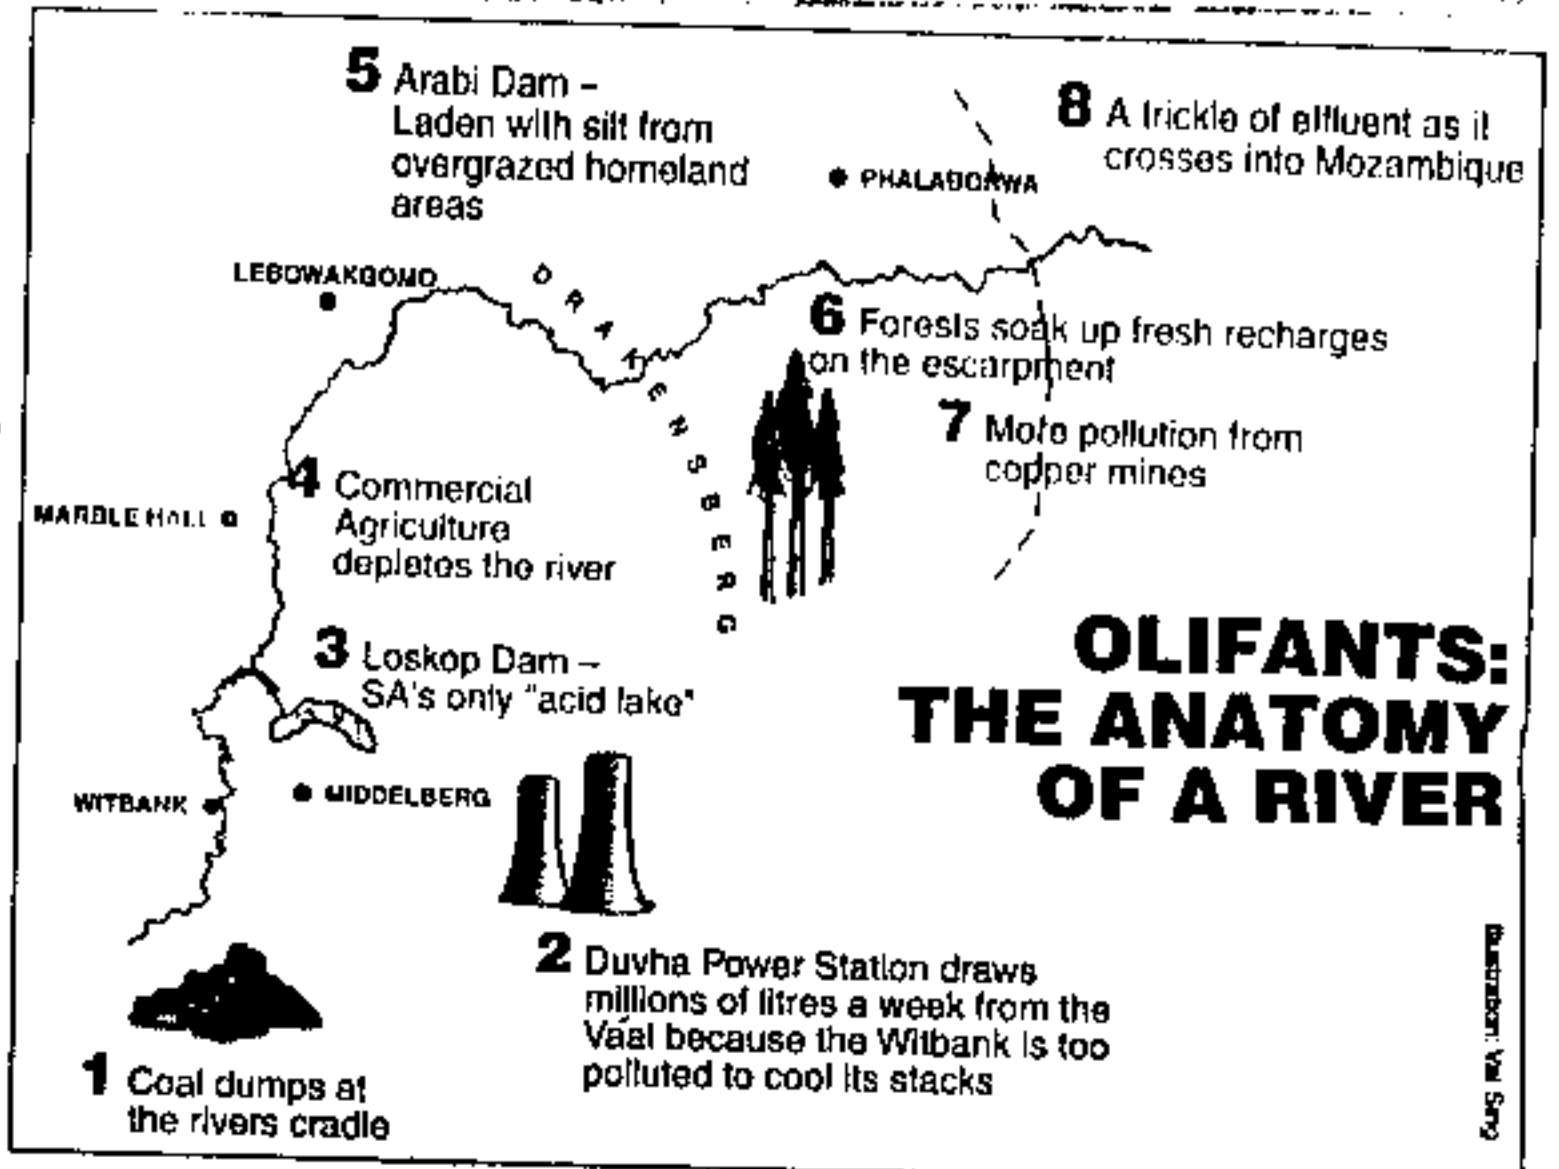 5 Arabi Dam –
Laden with silt from
overgrazed homeland
areas
8 A trickle of effluent as it
crosses into Mozambique
PHALABORWA
LEBOWAKGOMO
DRAKENSBERG
6 Forests soak up fresh recharges
on the escarpment
7 More pollution from
copper mines
4 Commercial
Agriculture
depletes the river
MARBLE HALL
3 Loskop Dam –
SA's only "acid lake"
OLIFANTS:
THE ANATOMY
OF A RIVER
WITBANK
MIDDELBERG
2 Duvha Power Station draws
millions of litres a week from the
Vaal because the Witbank is too
polluted to cool its stacks
1 Coal dumps at
the rivers cradle
Illustration: Val Sing